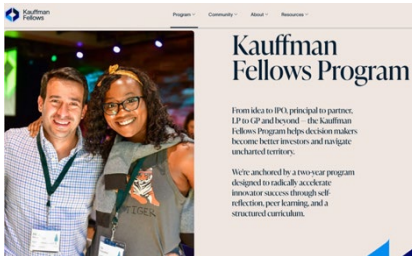 Kauffman
Fellows
Program
Community
About
Resources
Kauffman
Fellows Program
From idea to IPO, principal to partner,
LP to GP and beyond — the Kauffman
Fellows Program helps decision makers
become better investors and navigate
uncharted territory.
We're anchored by a two-year program
designed to radically accelerate
innovator success through self-
reflection, peer learning, and a
structured curriculum.
TIGER